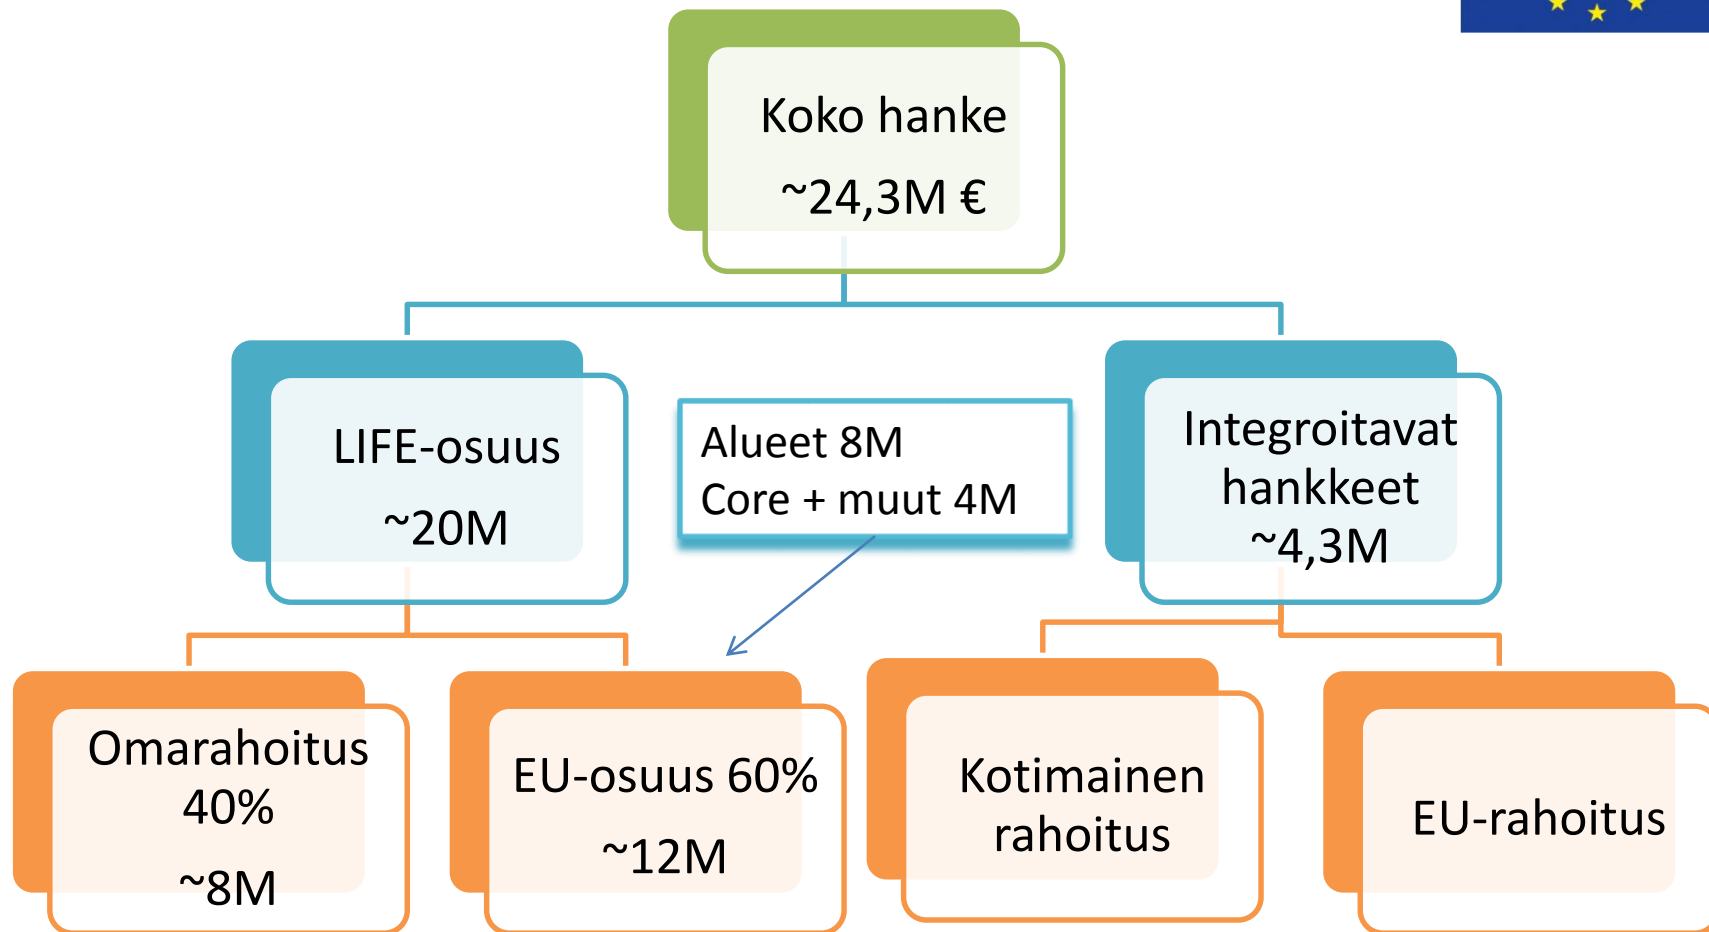 Koko hanke
~24,3M €
LIFE-osuus
~20M
Alueet 8M
Core + muut 4M
Integroitavat
hankkeet
~4,3M
Omarahoitus
40%
~8M
EU-osuus 60%
~12M
Kotimainen
rahoitus
EU-rahoitus